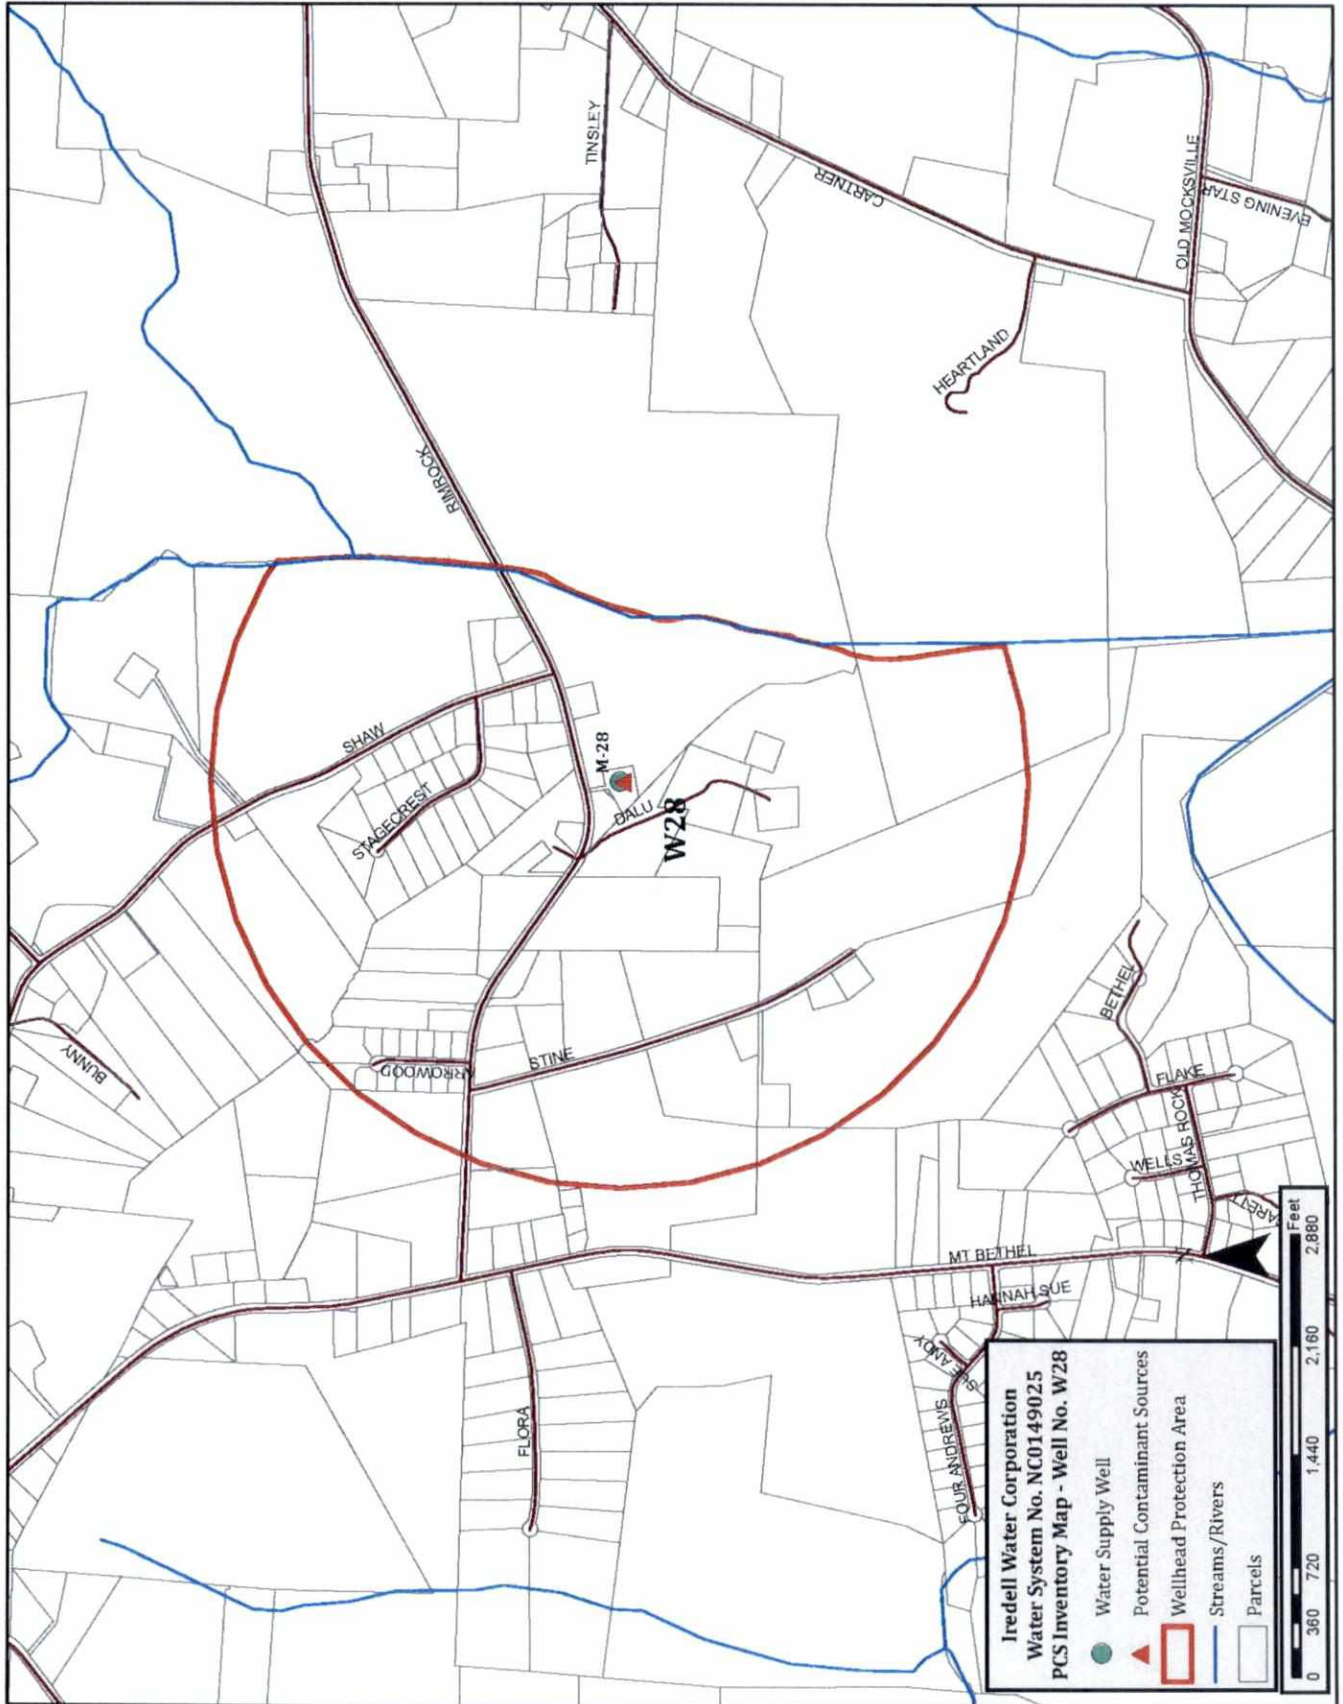 TINSLEY
CARTNER
OLD MOCKSVILLE
EVENING STAR
HEARTLAND
RIMROCK
SHAW
STAGECREST
M-28
DALU
W28
BUNNY
ARROWOOD
STINE
BETHEL
FLAKE
THOMAS ROCK
WELLS
MT BETHEL
HANNAH SUE
SUE ANDY
FOUR ANDREWS
FLORA
N
Iredell Water Corporation
Water System No. NC0149025
PCS Inventory Map - Well No. W28
Water Supply Well
Potential Contaminant Sources
Wellhead Protection Area
Streams/Rivers
Parcels
0 360 720 1,440 2,160 2,880
Feet